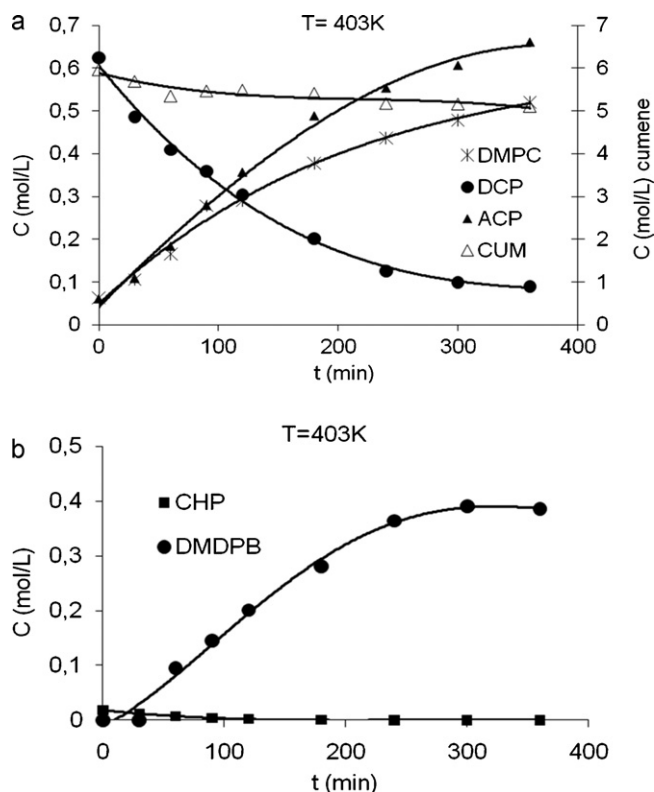 a
T= 403K
0,7
0,6
0,5
0,4
0,3
0,2
0,1
0
C (mol/L)
7
6
5
4
3
2
1
0
C (mol/L) cumene
DMPC
DCP
ACP
CUM
0 100 200 300 400
t (min)
b
T=403K
0,5
0,4
0,3
0,2
0,1
0
C (mol/L)
CHP
DMDPB
0 100 200 300 400
t (min)